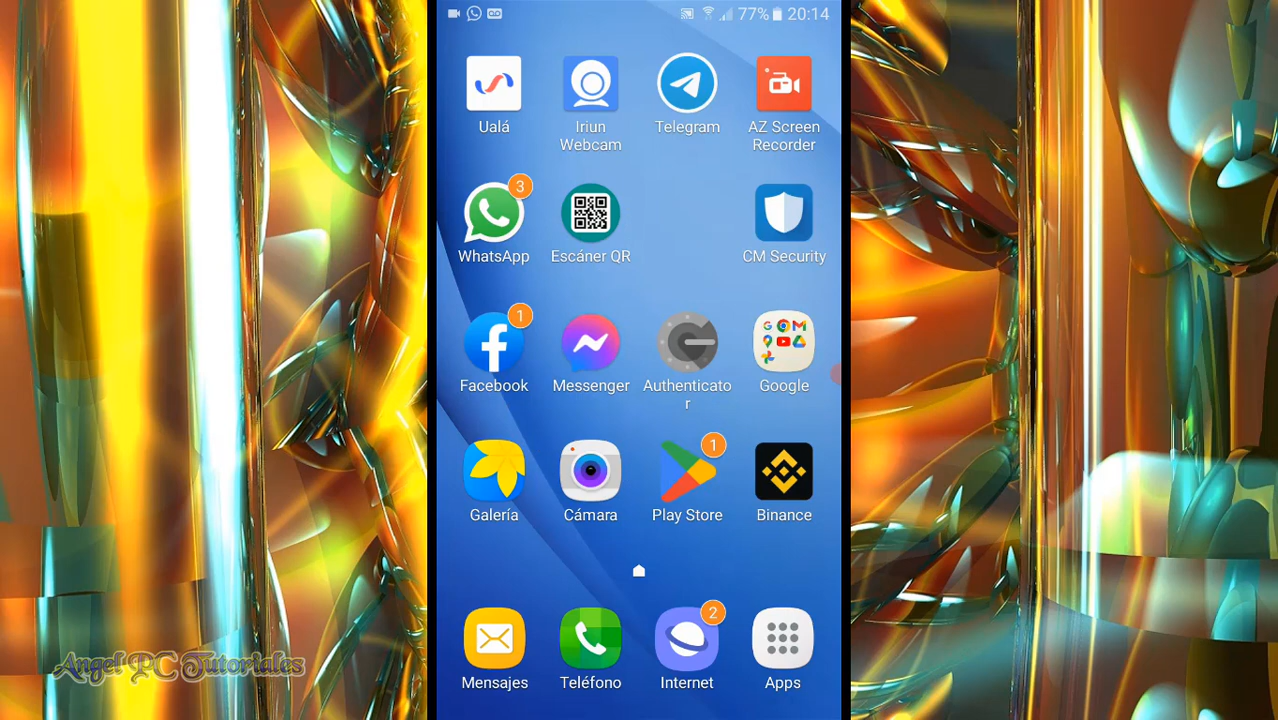 77% 20:14
Ualá
Iriun
Webcam
Telegram
AZ Screen
Recorder
3
WhatsApp
Escáner QR
CM Security
1
Facebook
Messenger
Authenticato
r
G
Google
1
Galería
Cámara
Play Store
Binance
2
Mensajes
Teléfono
Internet
Apps
Angel PC Tutoriales